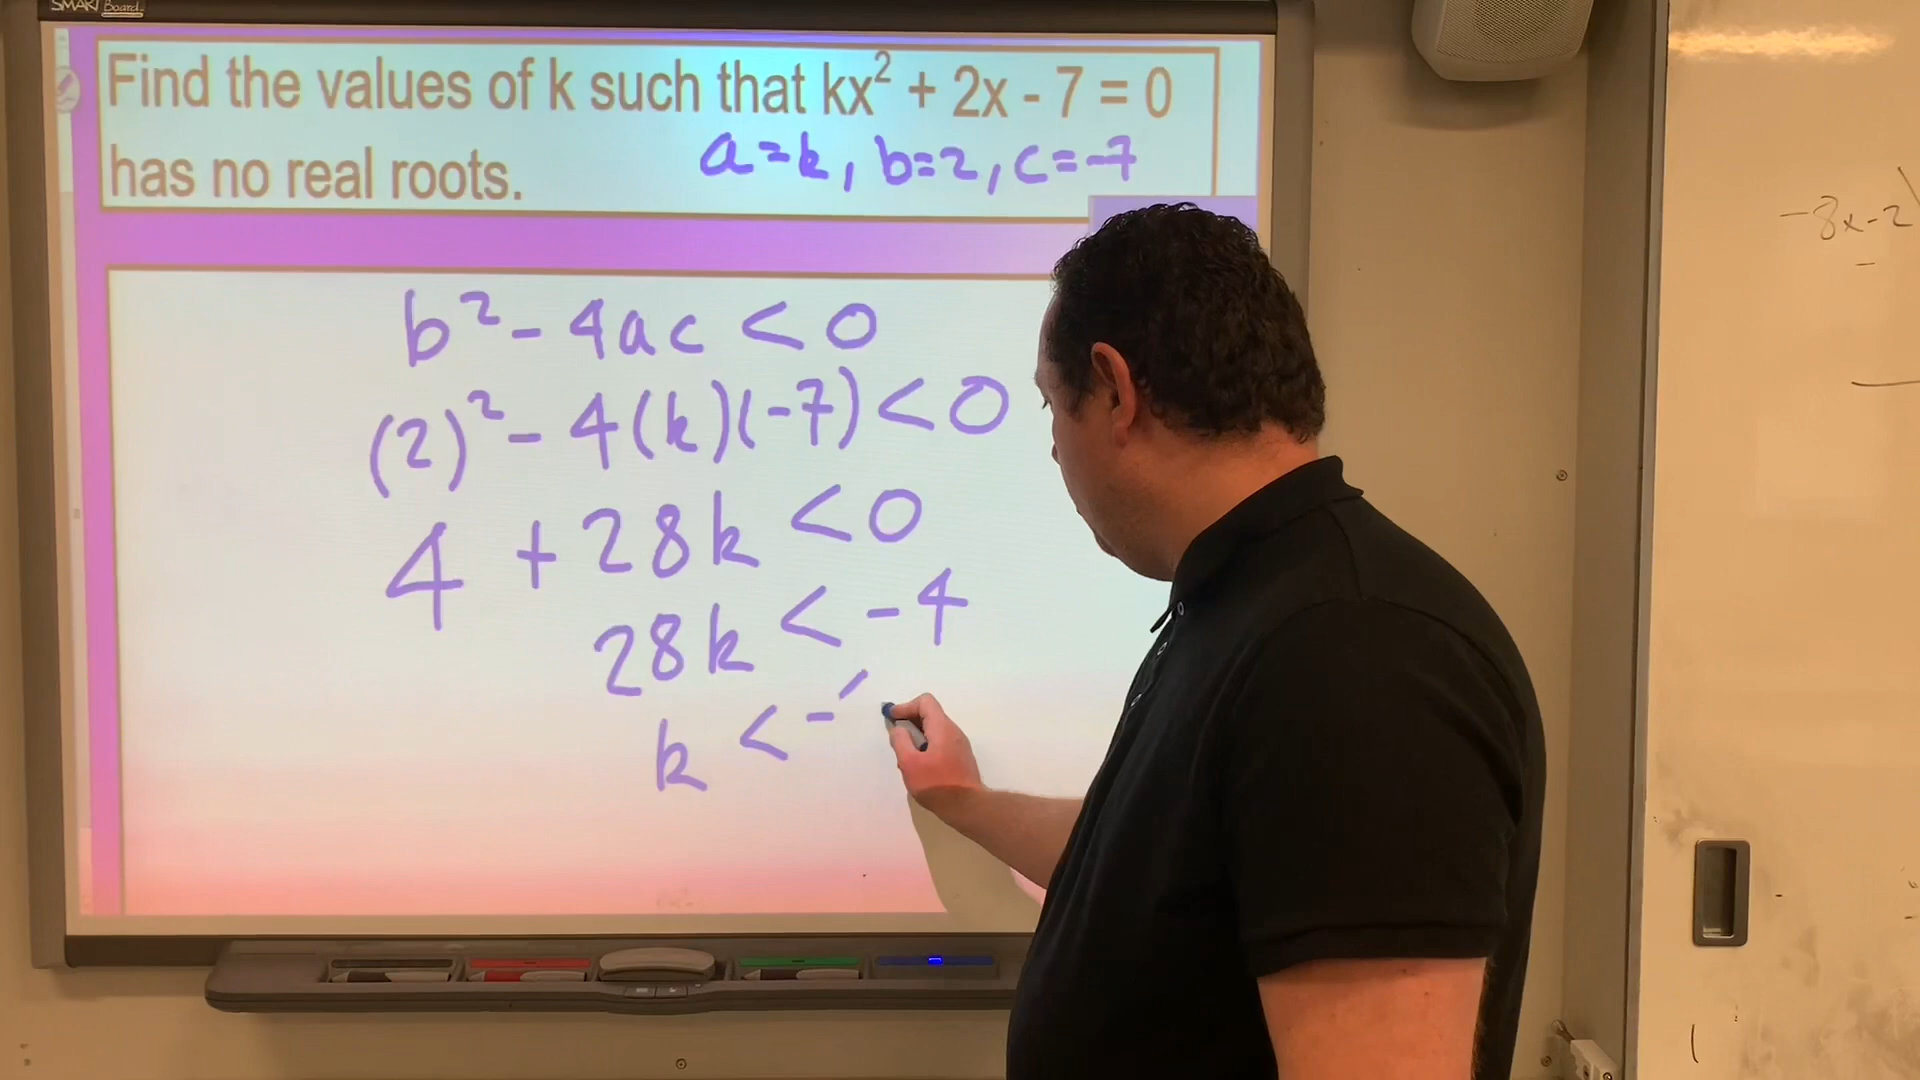 SMART Board
Find the values of k such that kx² + 2x - 7 = 0
has no real roots.
a=k, b=2, c=-7
b² - 4ac < 0
(2)² - 4(k)(-7) < 0
4 + 28k < 0
28k < -4
k < -
-8x-2